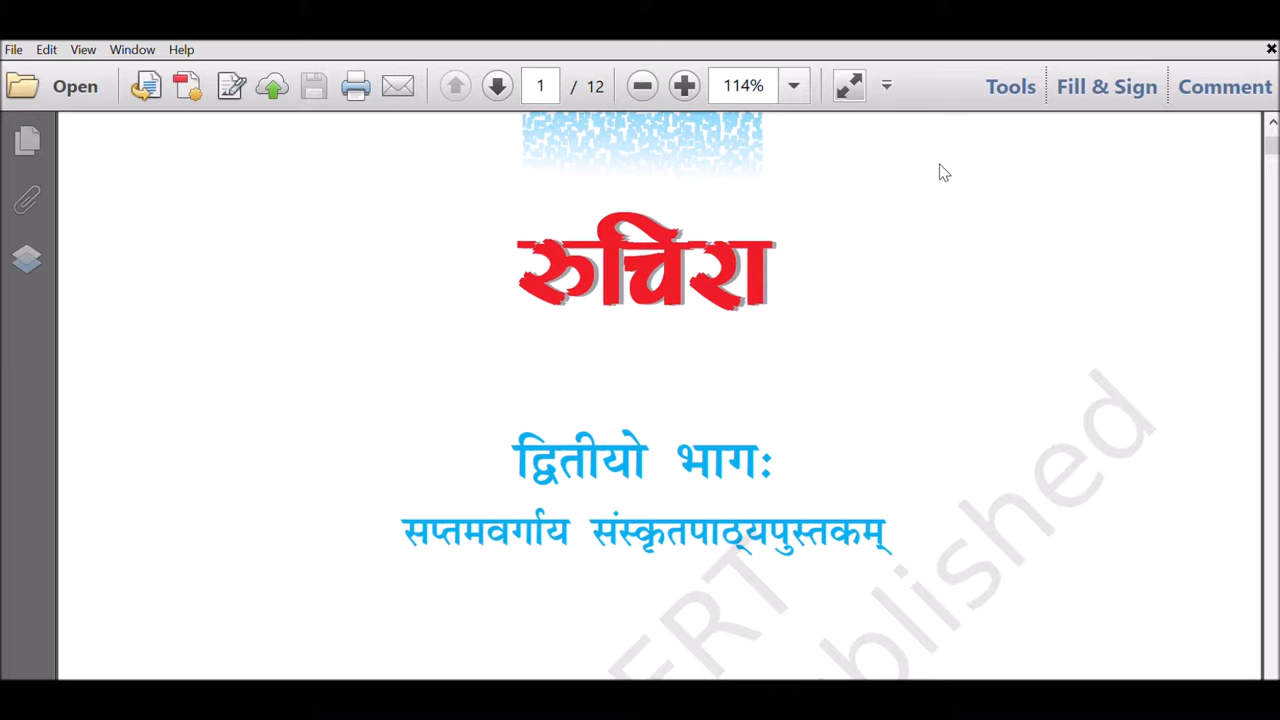 File Edit View Window Help
Open 1 / 12 114% Tools Fill & Sign Comment
रुचिरा
द्वितीयो भागः
सप्तमवर्गाय संस्कृतपाठ्यपुस्तकम्